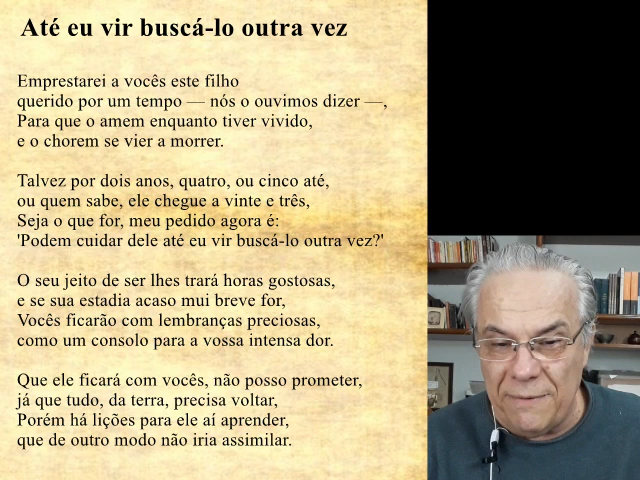 Até eu vir buscá-lo outra vez
Emprestarei a vocês este filho
querido por um tempo — nós o ouvimos dizer —,
Para que o amem enquanto tiver vivido,
e o chorem se vier a morrer.
Talvez por dois anos, quatro, ou cinco até,
ou quem sabe, ele chegue a vinte e três,
Seja o que for, meu pedido agora é:
'Podem cuidar dele até eu vir buscá-lo outra vez?'
O seu jeito de ser lhes trará horas gostosas,
e se sua estadia acaso mui breve for,
Vocês ficarão com lembranças preciosas,
como um consolo para a vossa intensa dor.
Que ele ficará com vocês, não posso prometer,
já que tudo, da terra, precisa voltar,
Porém há lições para ele aí aprender,
que de outro modo não iria assimilar.